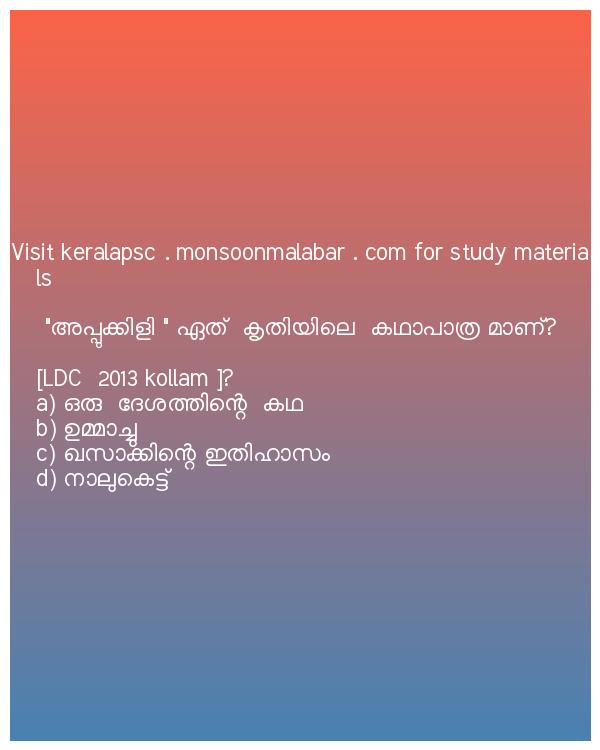 Visit keralapsc . monsoonmalabar . com for study materia
ls
"അപ്പുക്കിളി " ഏത്  കൃതിയിലെ  കഥാപാത്ര മാണ്?
[LDC  2013 kollam ]?
a) ഒരു  ദേശത്തിന്റെ  കഥ
b) ഉമ്മാച്ചു
c) ഖസാക്കിന്റെ ഇതിഹാസം
d) നാലുകെട്ട്